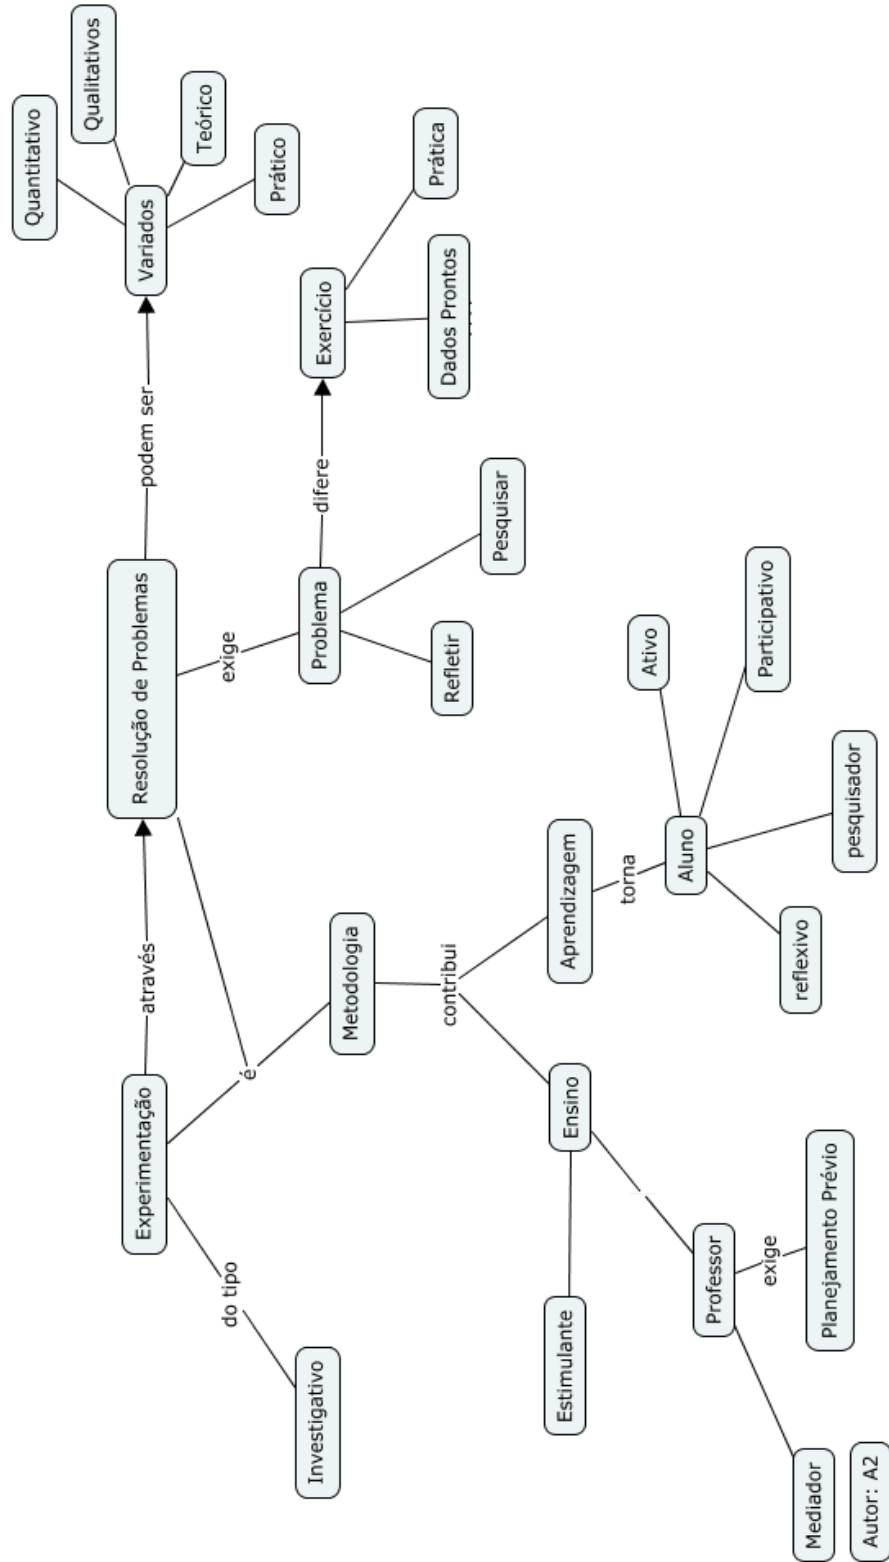 Quantitativo
Qualitativos
Teórico
Prático
Variados
podem ser
Resolução de Problemas
através
Experimentação
do tipo
Investigativo
é
Metodologia
exige
Problema
difere
Exercício
Dados Prontos
Prática
Refletir
Pesquisar
contribui
Ensino
Aprendizagem
torna
Aluno
Ativo
Participativo
pesquisador
reflexivo
Estimulante
Professor
exige
Planejamento Prévio
Mediador
Autor: A2